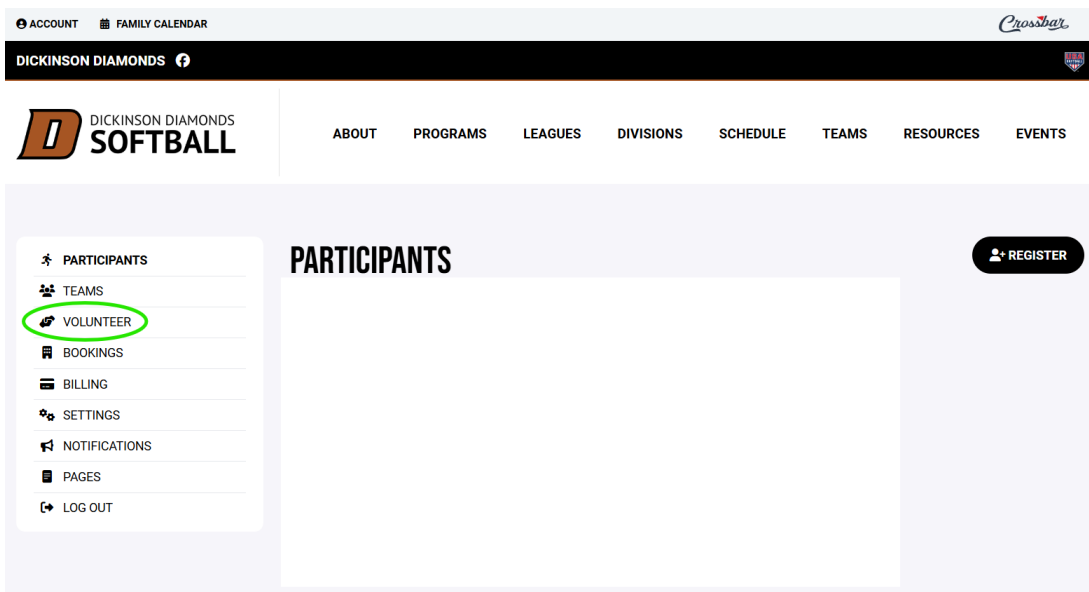 ACCOUNT FAMILY CALENDAR Crossbar
DICKINSON DIAMONDS
DICKINSON DIAMONDS
SOFTBALL
ABOUT PROGRAMS LEAGUES DIVISIONS SCHEDULE TEAMS RESOURCES EVENTS
PARTICIPANTS
TEAMS
VOLUNTEER
BOOKINGS
BILLING
SETTINGS
NOTIFICATIONS
PAGES
LOG OUT
PARTICIPANTS
REGISTER